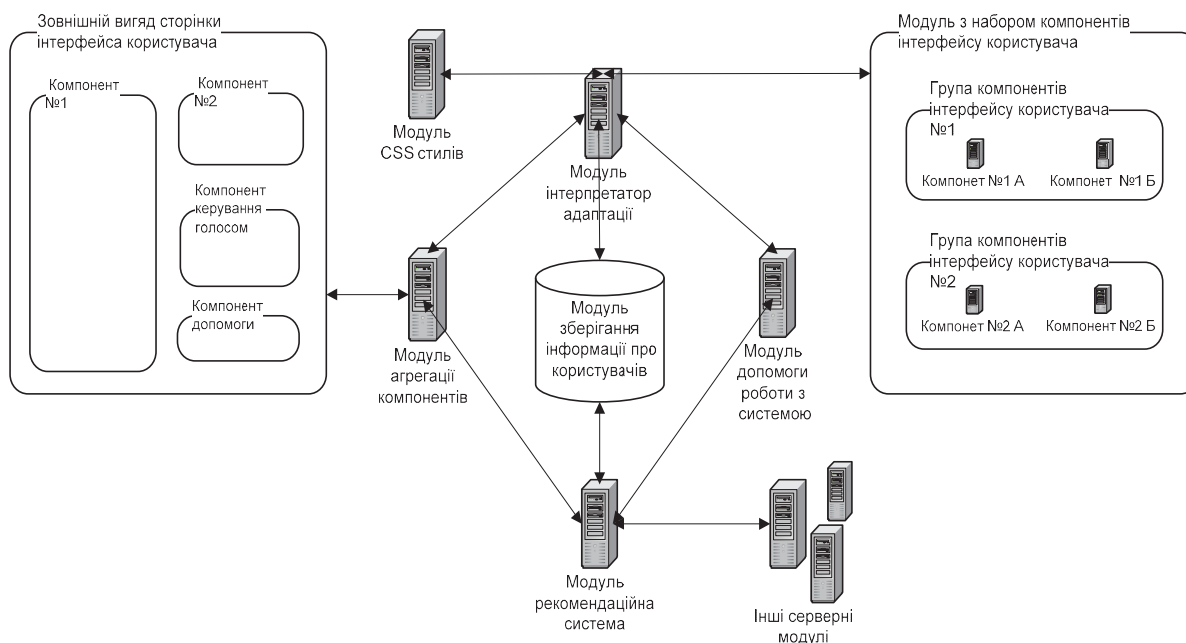 Зовнішній вигяд сторінки
інтерфейса користувача
Компонент
№1
Компонент
№2
Компонент
керування
голосом
Компонент
допомоги
Модуль
CSS стилів
Модуль
інтерпретатор
адаптації
Модуль
агрегації
компонентів
Модуль
зберігання
інформації про
користувачів
Модуль
допомоги
роботи з
системою
Модуль
рекомендаційна
система
Інші серверні
модулі
Модуль з набором компонентів
інтерфейсу користувача
Група компонентів
інтерфейсу користувача
№1
Компонет №1 А
Компонет №1 Б
Група компонентів
інтерфейсу користувача
№2
Компонет №2 А
Компонент №2 Б